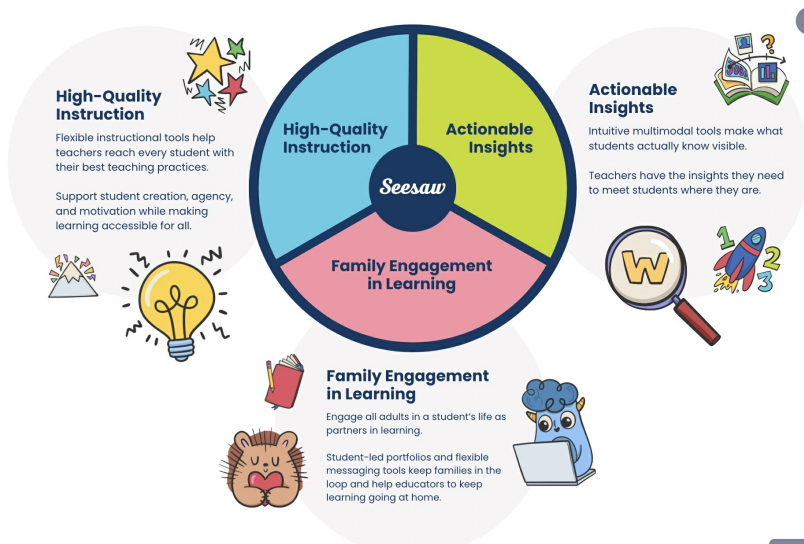 High-Quality
Instruction
Flexible instructional tools help
teachers reach every student with
their best teaching practices.
Support student creation, agency,
and motivation while making
learning accessible for all.
High-Quality
Instruction
Actionable
Insights
Seesaw
Family Engagement
in Learning
Actionable
Insights
Intuitive multimodal tools make what
students actually know visible.
Teachers have the insights they need
to meet students where they are.
?
W
1
2
3
Family Engagement
in Learning
Engage all adults in a student's life as
partners in learning.
Student-led portfolios and flexible
messaging tools keep families in the
loop and help educators to keep
learning going at home.